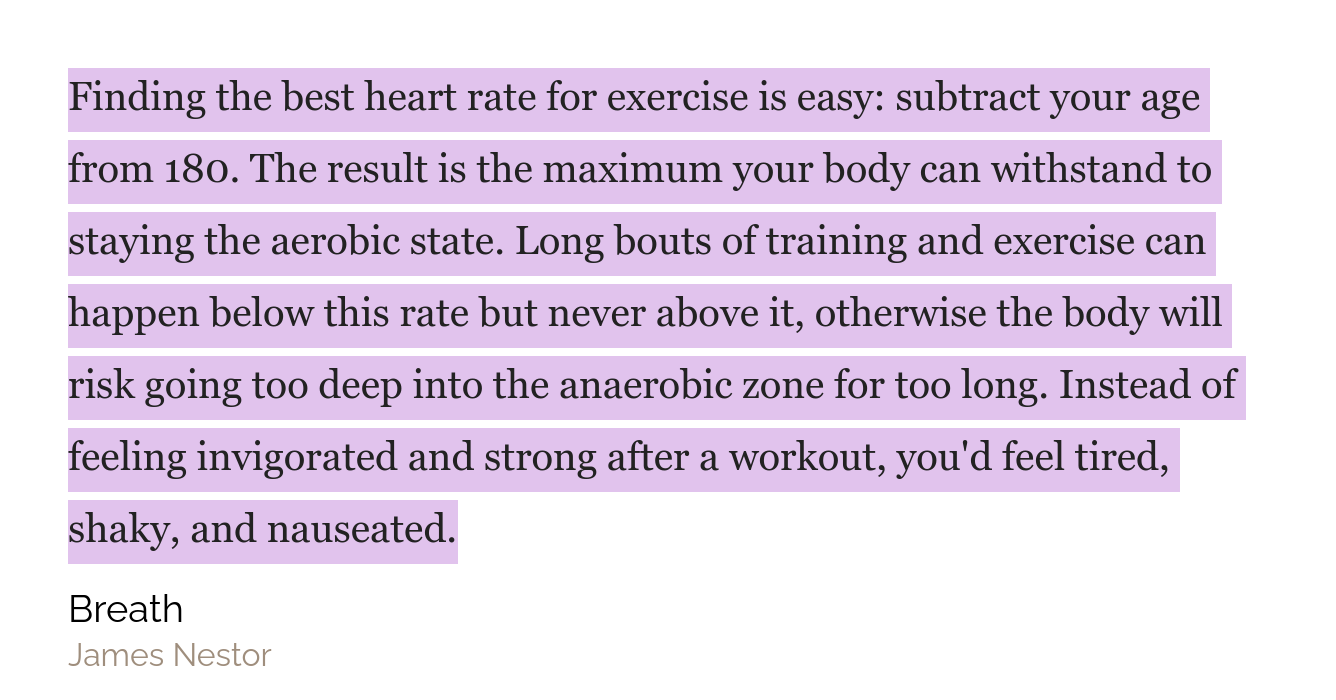 Finding the best heart rate for exercise is easy: subtract your age
from 180. The result is the maximum your body can withstand to
staying the aerobic state. Long bouts of training and exercise can
happen below this rate but never above it, otherwise the body will
risk going too deep into the anaerobic zone for too long. Instead of
feeling invigorated and strong after a workout, you'd feel tired,
shaky, and nauseated.
Breath
James Nestor